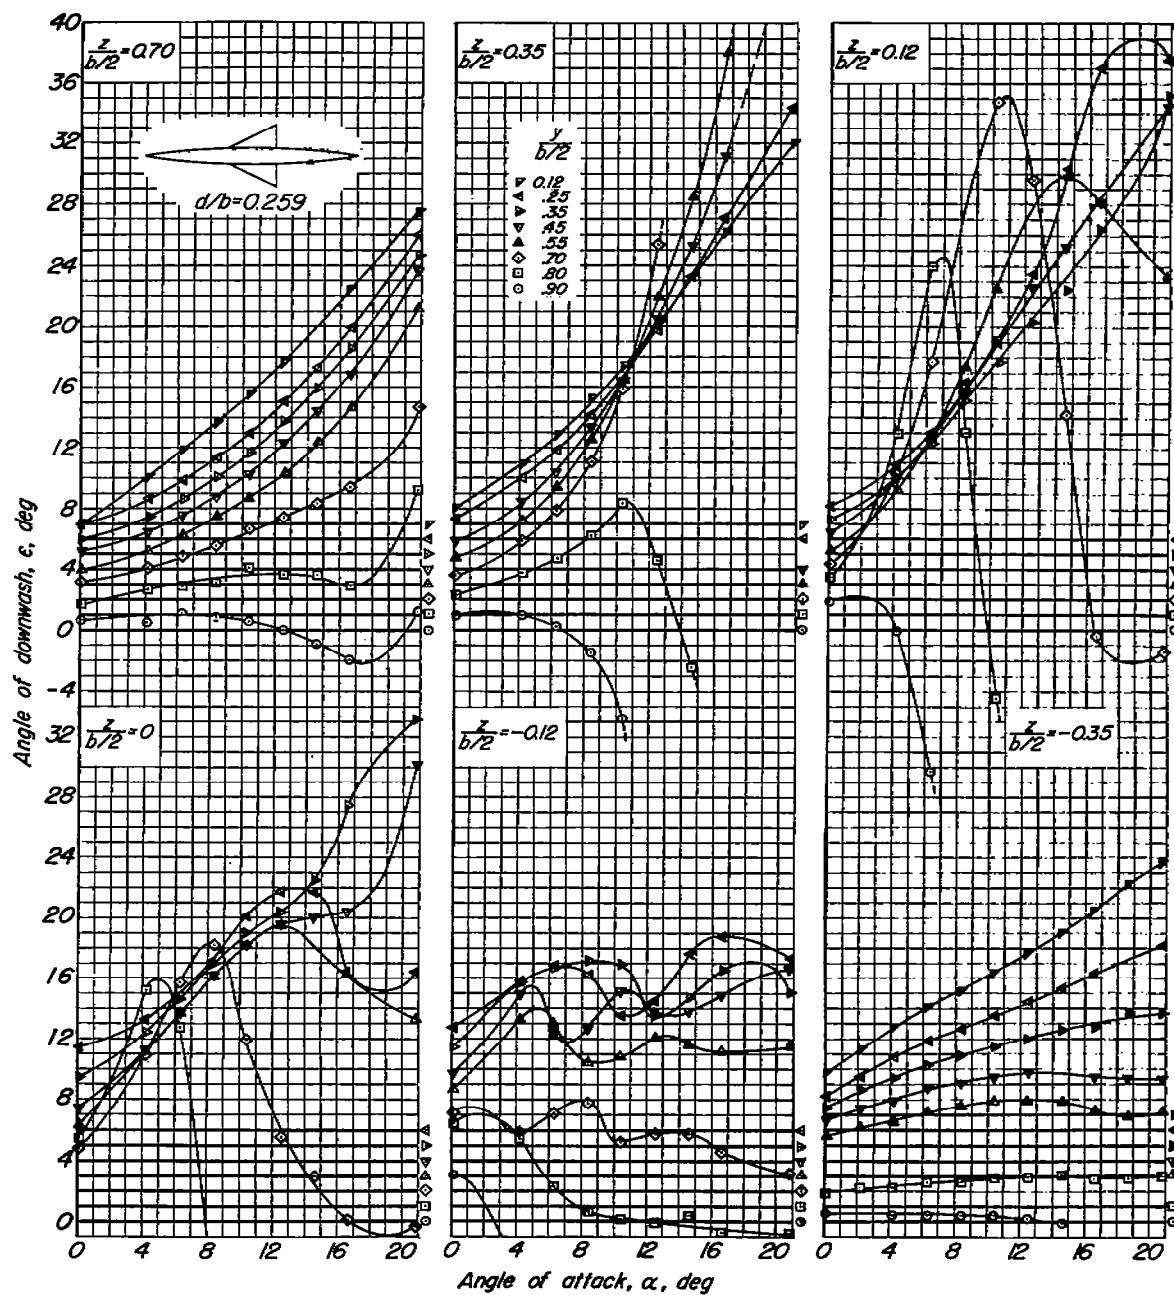 40
z/b/2 = 0.70
z/b/2 = 0.35
z/b/2 = 0.12
36
32
y/b/2
d/b=0.259
28
0.12
.25
.35
.45
.55
.70
.80
.90
24
20
16
12
8
4
0
-4
Angle of downwash, ε, deg
z/b/2 = 0
z/b/2 = -0.12
z/b/2 = -0.35
32
28
24
20
16
12
8
4
0
0 4 8 12 16 20 0 4 8 12 16 20 0 4 8 12 16 20
Angle of attack, α, deg